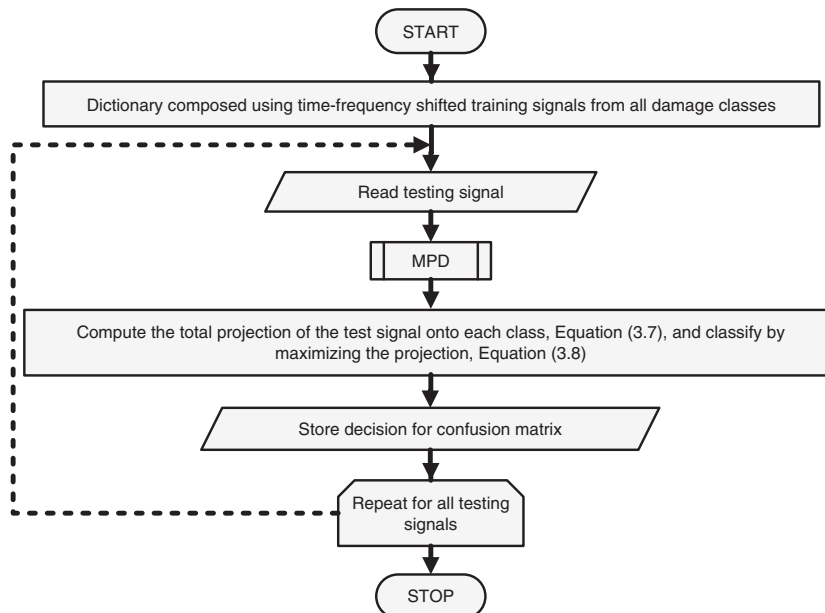 START
Dictionary composed using time-frequency shifted training signals from all damage classes
Read testing signal
MPD
Compute the total projection of the test signal onto each class, Equation (3.7), and classify by
maximizing the projection, Equation (3.8)
Store decision for confusion matrix
Repeat for all testing
signals
STOP